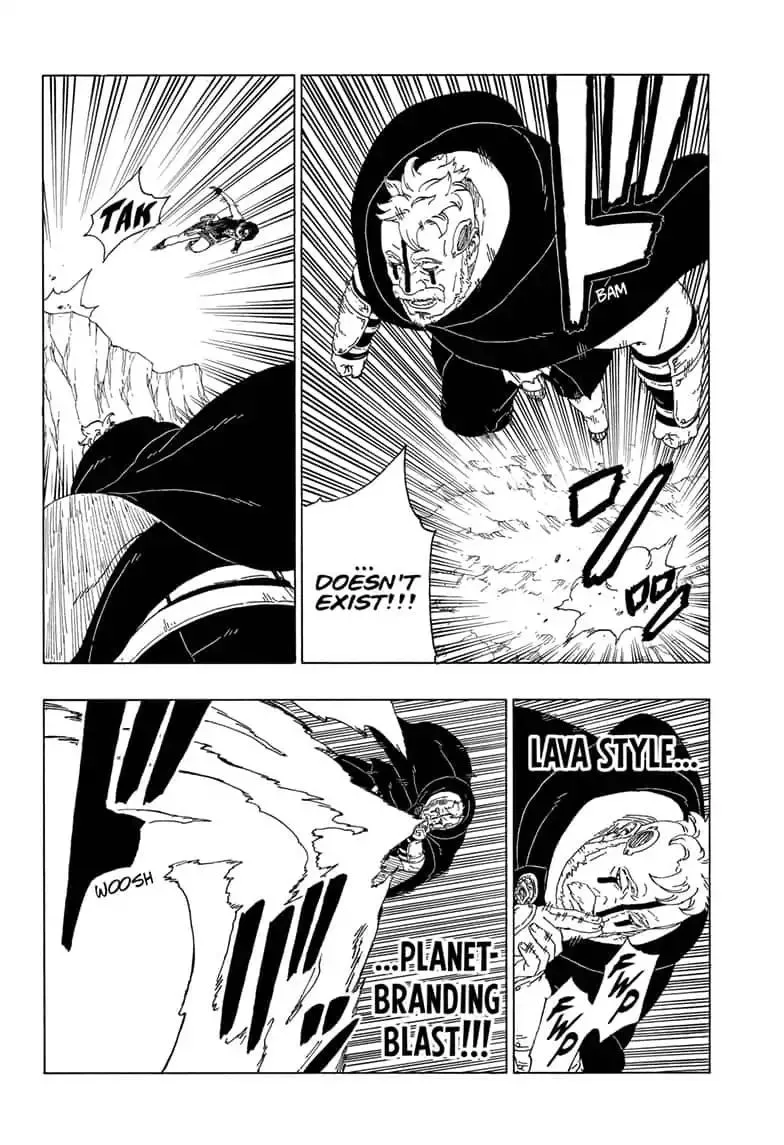 BAM
...
DOESN'T
EXIST!!!
TAK
LAVA STYLE...
FWP
FWP
...PLANET-
BRANDING
BLAST!!!
WOOSH